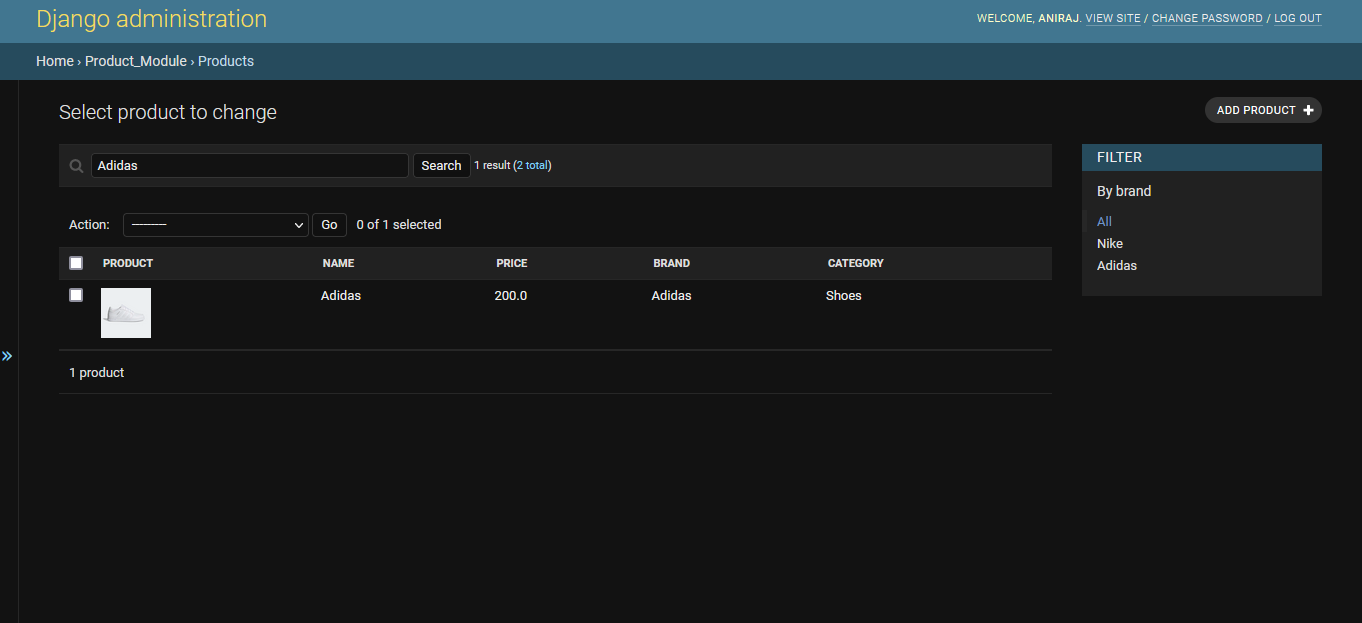 Django administration
WELCOME, ANIRAJ. VIEW SITE / CHANGE PASSWORD / LOG OUT
Home › Product_Module › Products
Select product to change
ADD PRODUCT +
Adidas Search 1 result (2 total)
FILTER
By brand
All
Nike
Adidas
Action: --------- Go 0 of 1 selected
PRODUCT NAME PRICE BRAND CATEGORY
Adidas 200.0 Adidas Shoes
»
1 product